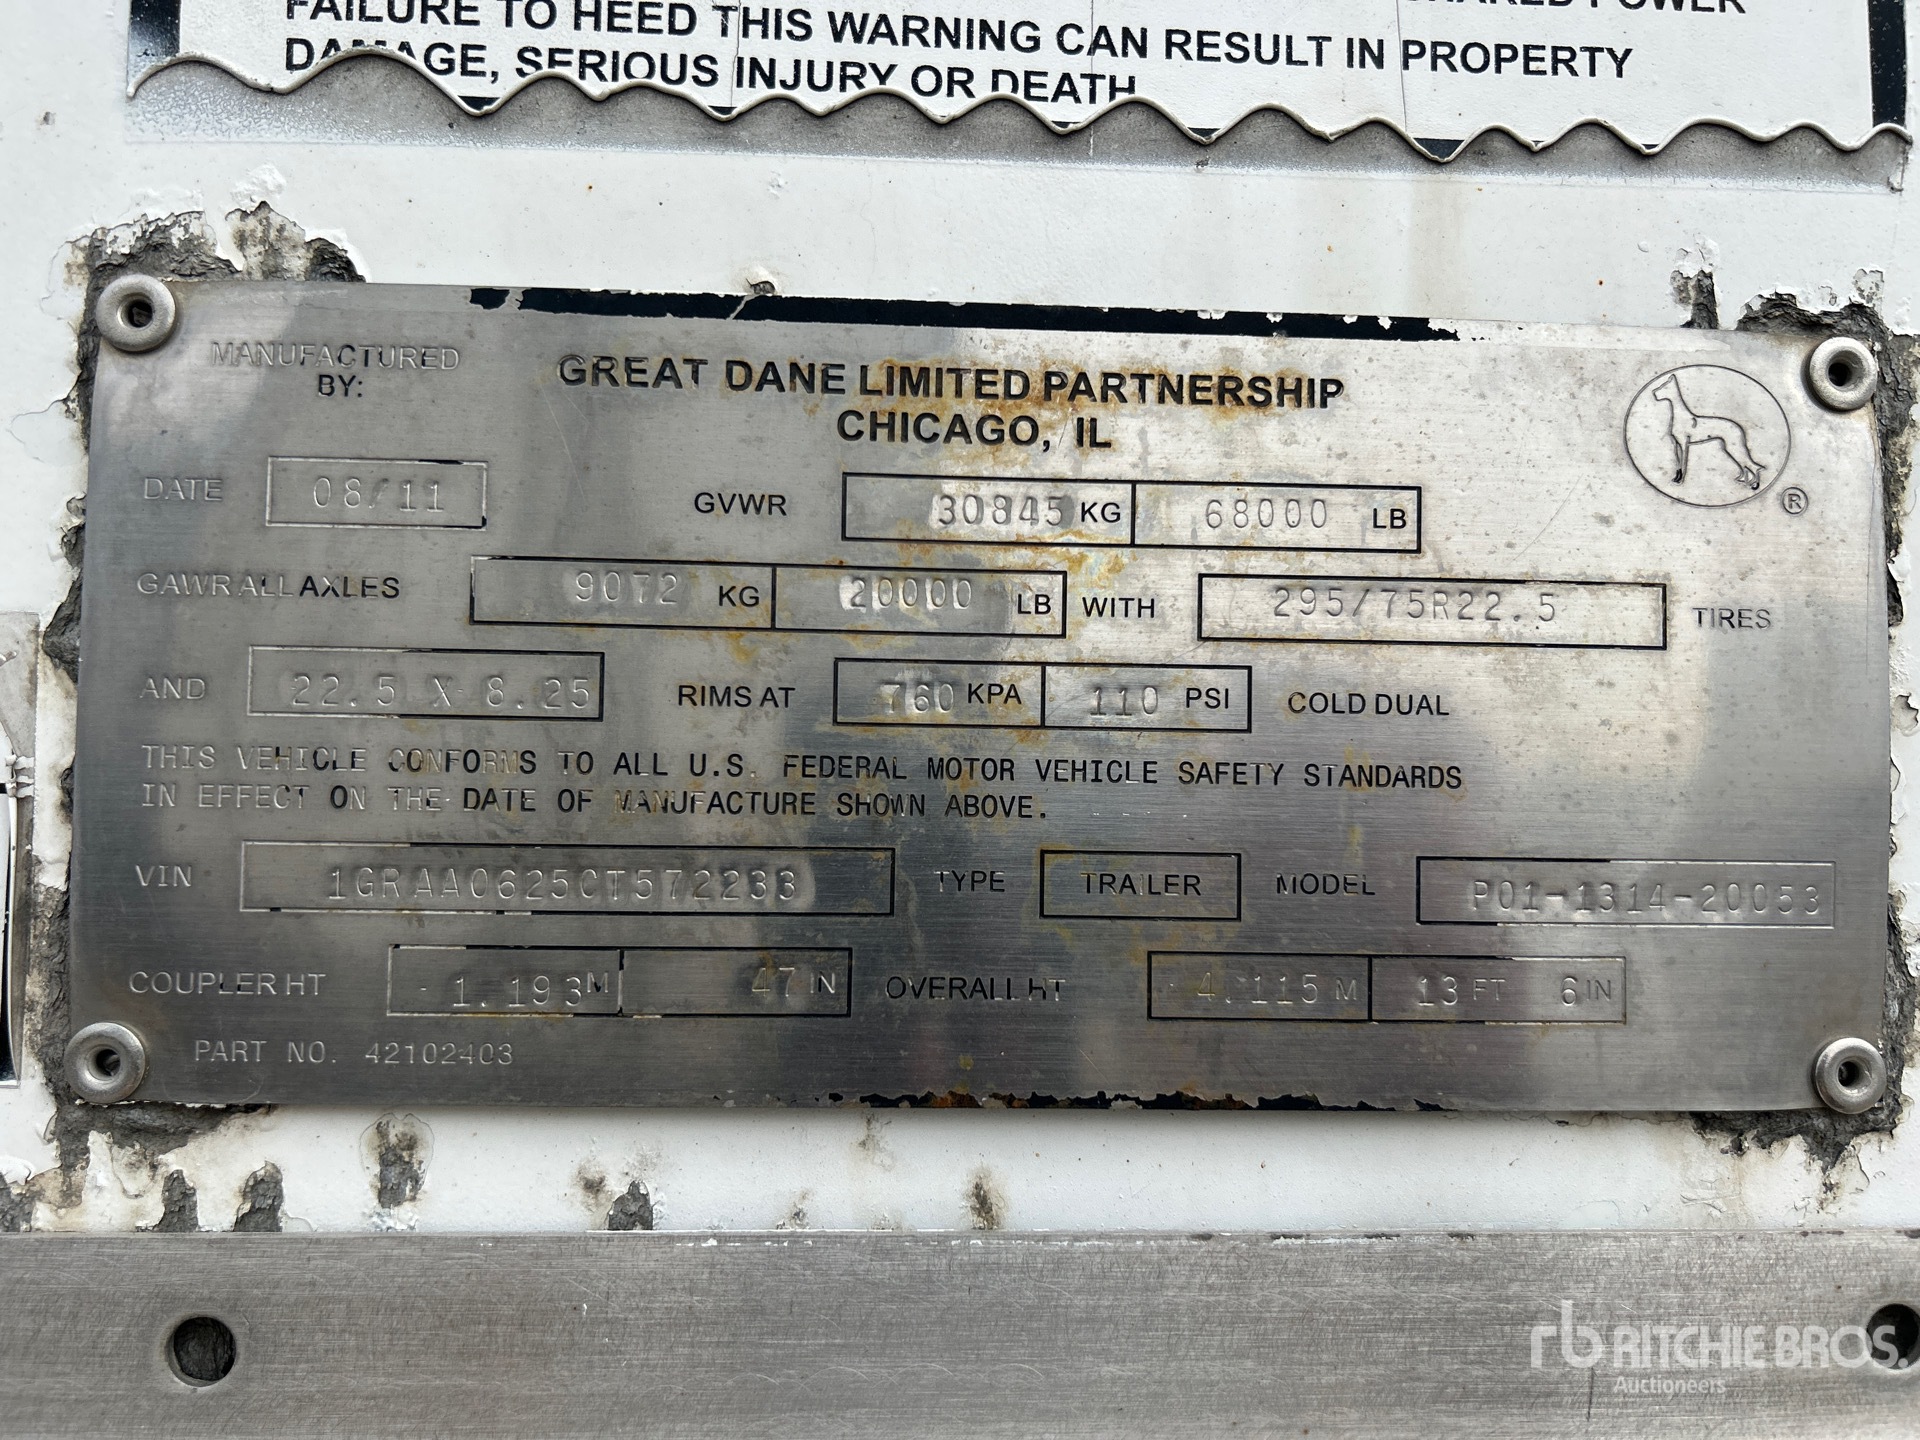 FAILURE TO HEED THIS WARNING CAN RESULT IN PROPERTY
DAMAGE, SERIOUS INJURY OR DEATH
MANUFACTURED BY:
GREAT DANE LIMITED PARTNERSHIP
CHICAGO, IL
®
DATE 08/11 GVWR 30845 KG 68000 LB
GAWR ALL AXLES 9072 KG 20000 LB WITH 295/75R22.5 TIRES
AND 22.5 X 8.25 RIMS AT 760 KPA 110 PSI COLD DUAL
THIS VEHICLE CONFORMS TO ALL U.S. FEDERAL MOTOR VEHICLE SAFETY STANDARDS
IN EFFECT ON THE DATE OF MANUFACTURE SHOWN ABOVE.
VIN 1GRAA0625CT572233 TYPE TRAILER MODEL P01-1314-20053
COUPLER HT 1.193 M 47 IN OVERALL HT 4.115 M 13 FT 6 IN
PART NO. 42102403
rb RITCHIE BROS.
Auctioneers